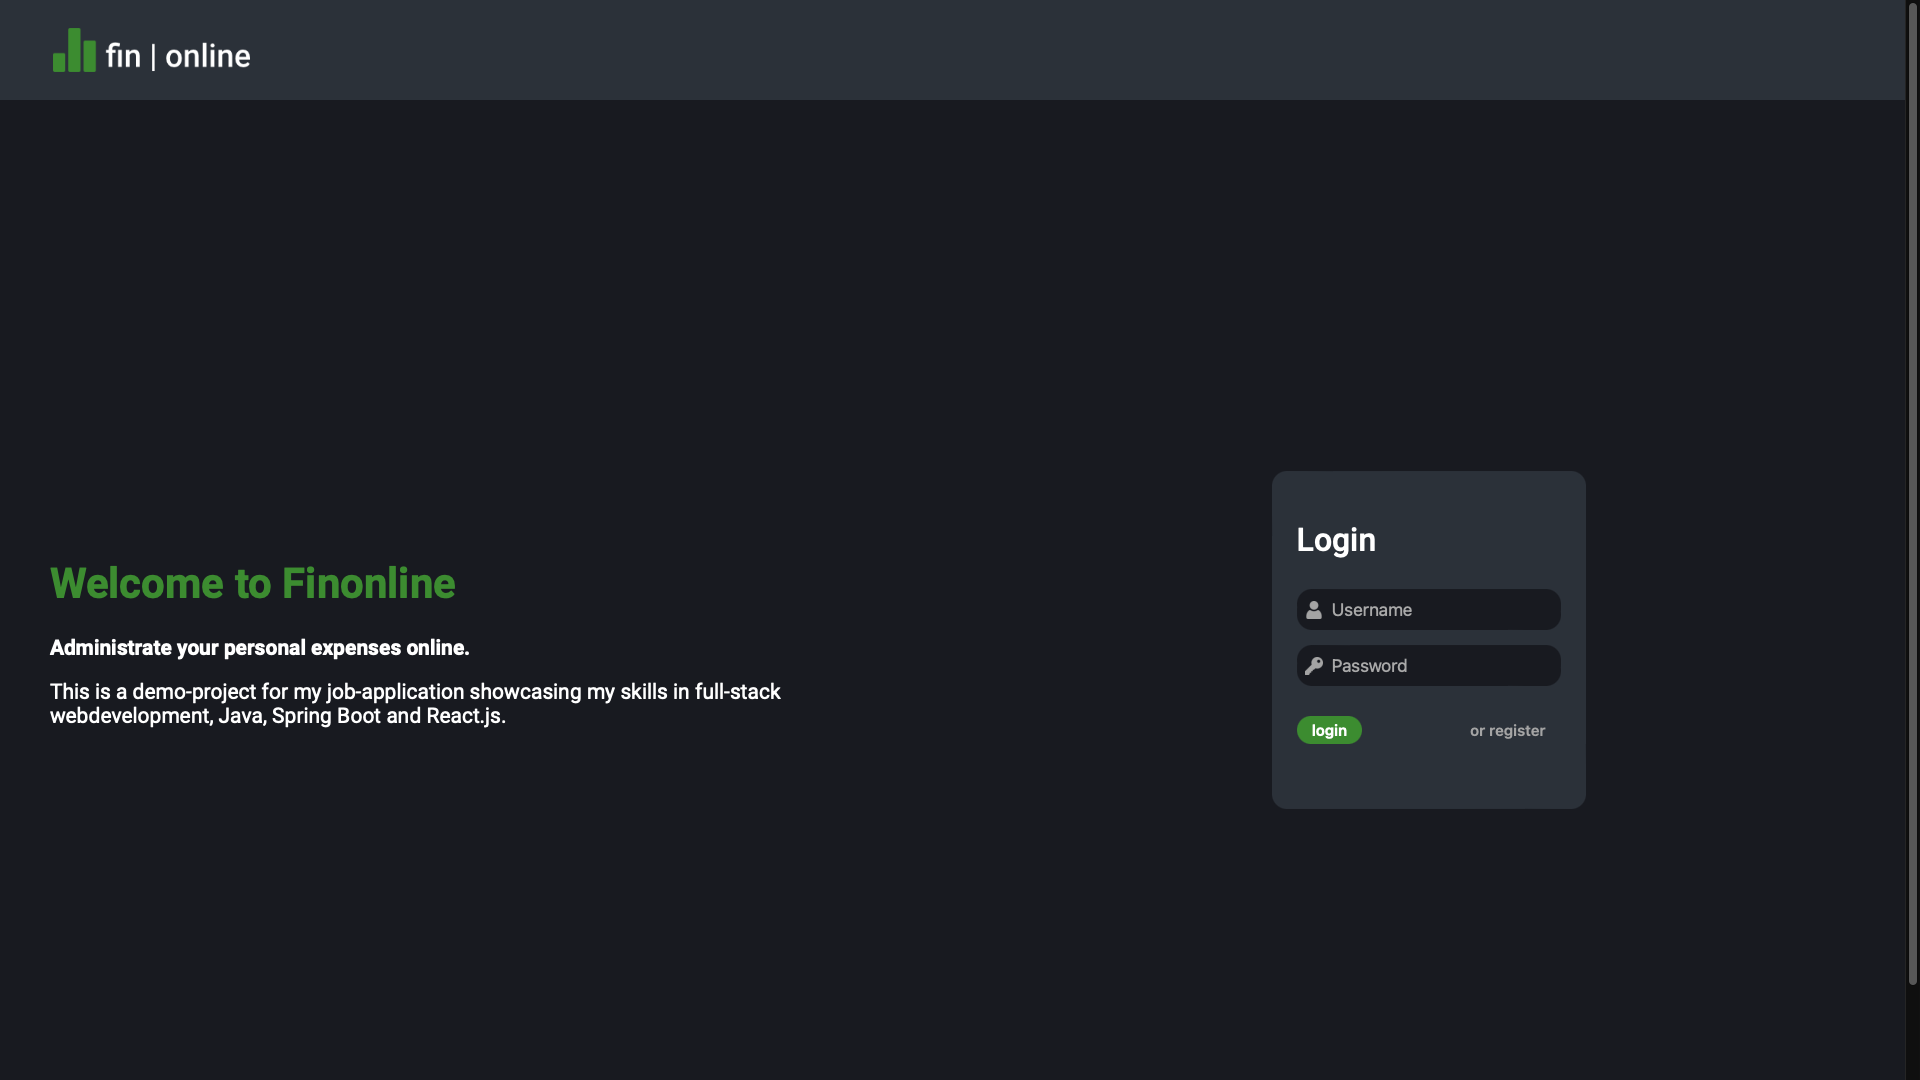 fin | online
Welcome to Finonline
Administrate your personal expenses online.
This is a demo-project for my job-application showcasing my skills in full-stack
webdevelopment, Java, Spring Boot and React.js.
Login
Username
Password
login
or register